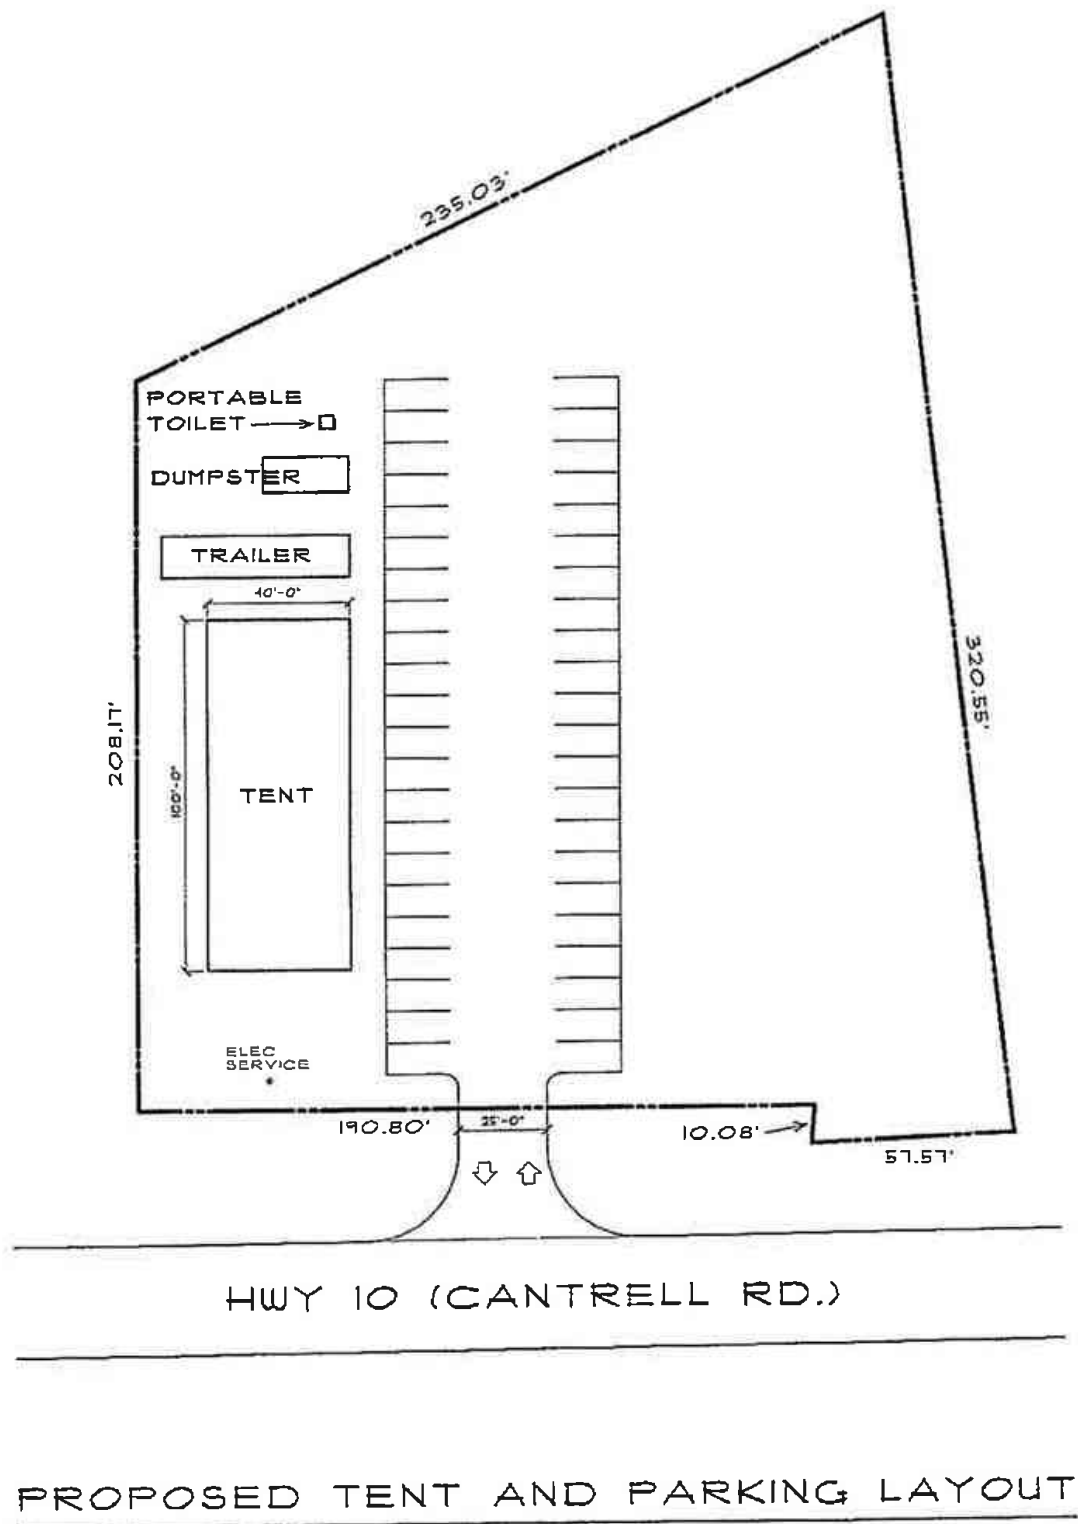 235.03'
PORTABLE
TOILET
DUMPSTER
TRAILER
40'-0"
208.17'
100'-0"
TENT
320.55'
ELEC
SERVICE
190.80'
25'-0"
10.08'
57.57'
HWY 10 (CANTRELL RD.)
PROPOSED TENT AND PARKING LAYOUT